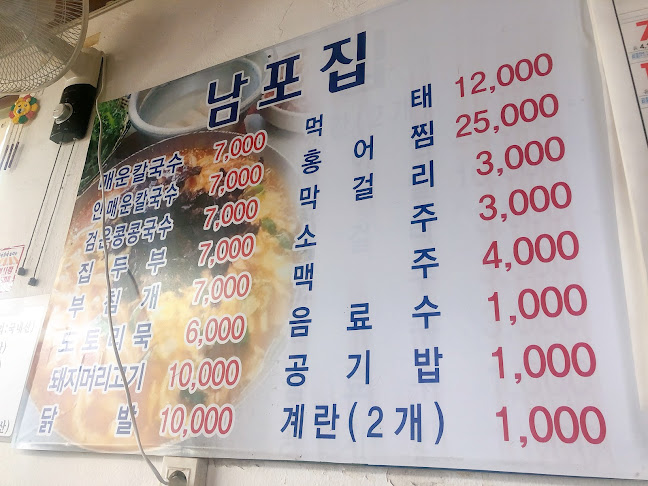 남포집
매운칼국수 7,000
안매운칼국수 7,000
검은콩콩국수 7,000
집두부 7,000
부침개 7,000
도토리묵 6,000
돼지머리고기 10,000
닭발 10,000
먹태 12,000
홍어찜 25,000
막걸리 3,000
소주 3,000
맥주 4,000
음료수 1,000
공기밥 1,000
계란(2개) 1,000